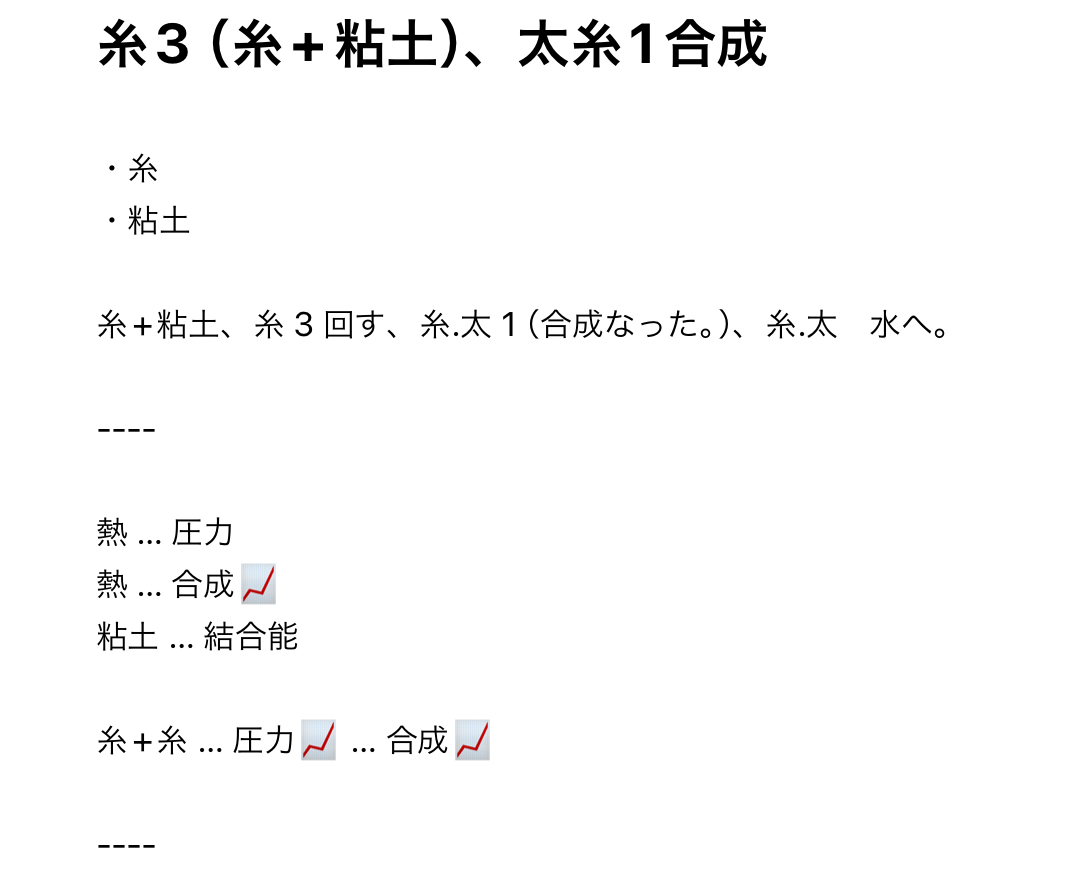 糸3（糸+粘土）、太糸1合成
・糸
・粘土
糸+粘土、糸 3 回す、糸.太 1（合成なった。）、糸.太　水へ。
----
熱 ... 圧力
熱 ... 合成📈
粘土 ... 結合能
糸+糸 ... 圧力📈 ... 合成📈
----